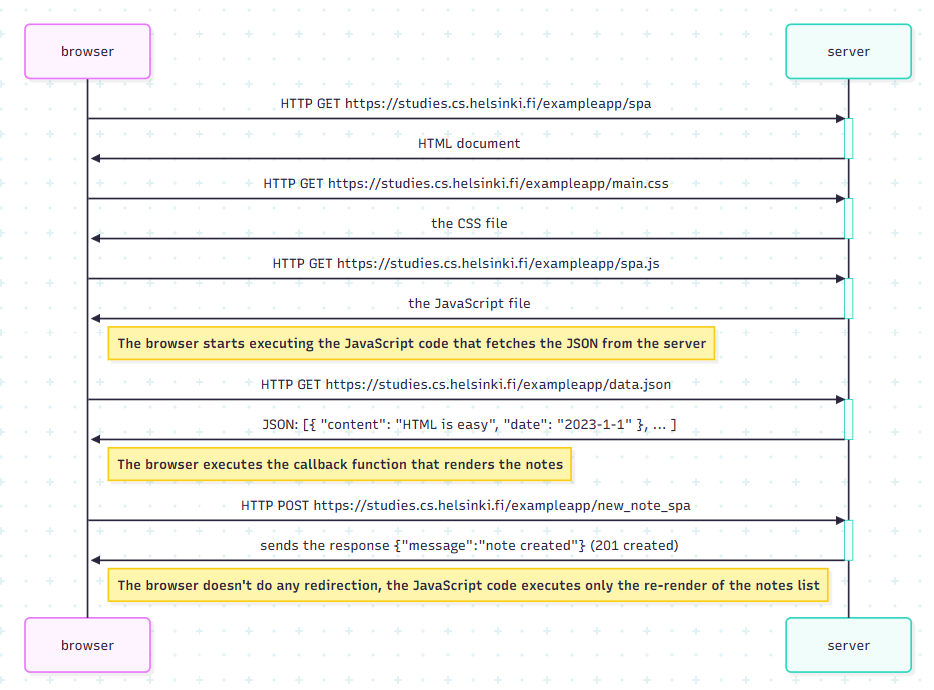 browser
server
HTTP GET https://studies.cs.helsinki.fi/exampleapp/spa
HTML document
HTTP GET https://studies.cs.helsinki.fi/exampleapp/main.css
the CSS file
HTTP GET https://studies.cs.helsinki.fi/exampleapp/spa.js
the JavaScript file
The browser starts executing the JavaScript code that fetches the JSON from the server
HTTP GET https://studies.cs.helsinki.fi/exampleapp/data.json
JSON: [{ "content": "HTML is easy", "date": "2023-1-1" }, ... ]
The browser executes the callback function that renders the notes
HTTP POST https://studies.cs.helsinki.fi/exampleapp/new_note_spa
sends the response {"message":"note created"} (201 created)
The browser doesn't do any redirection, the JavaScript code executes only the re-render of the notes list
browser
server